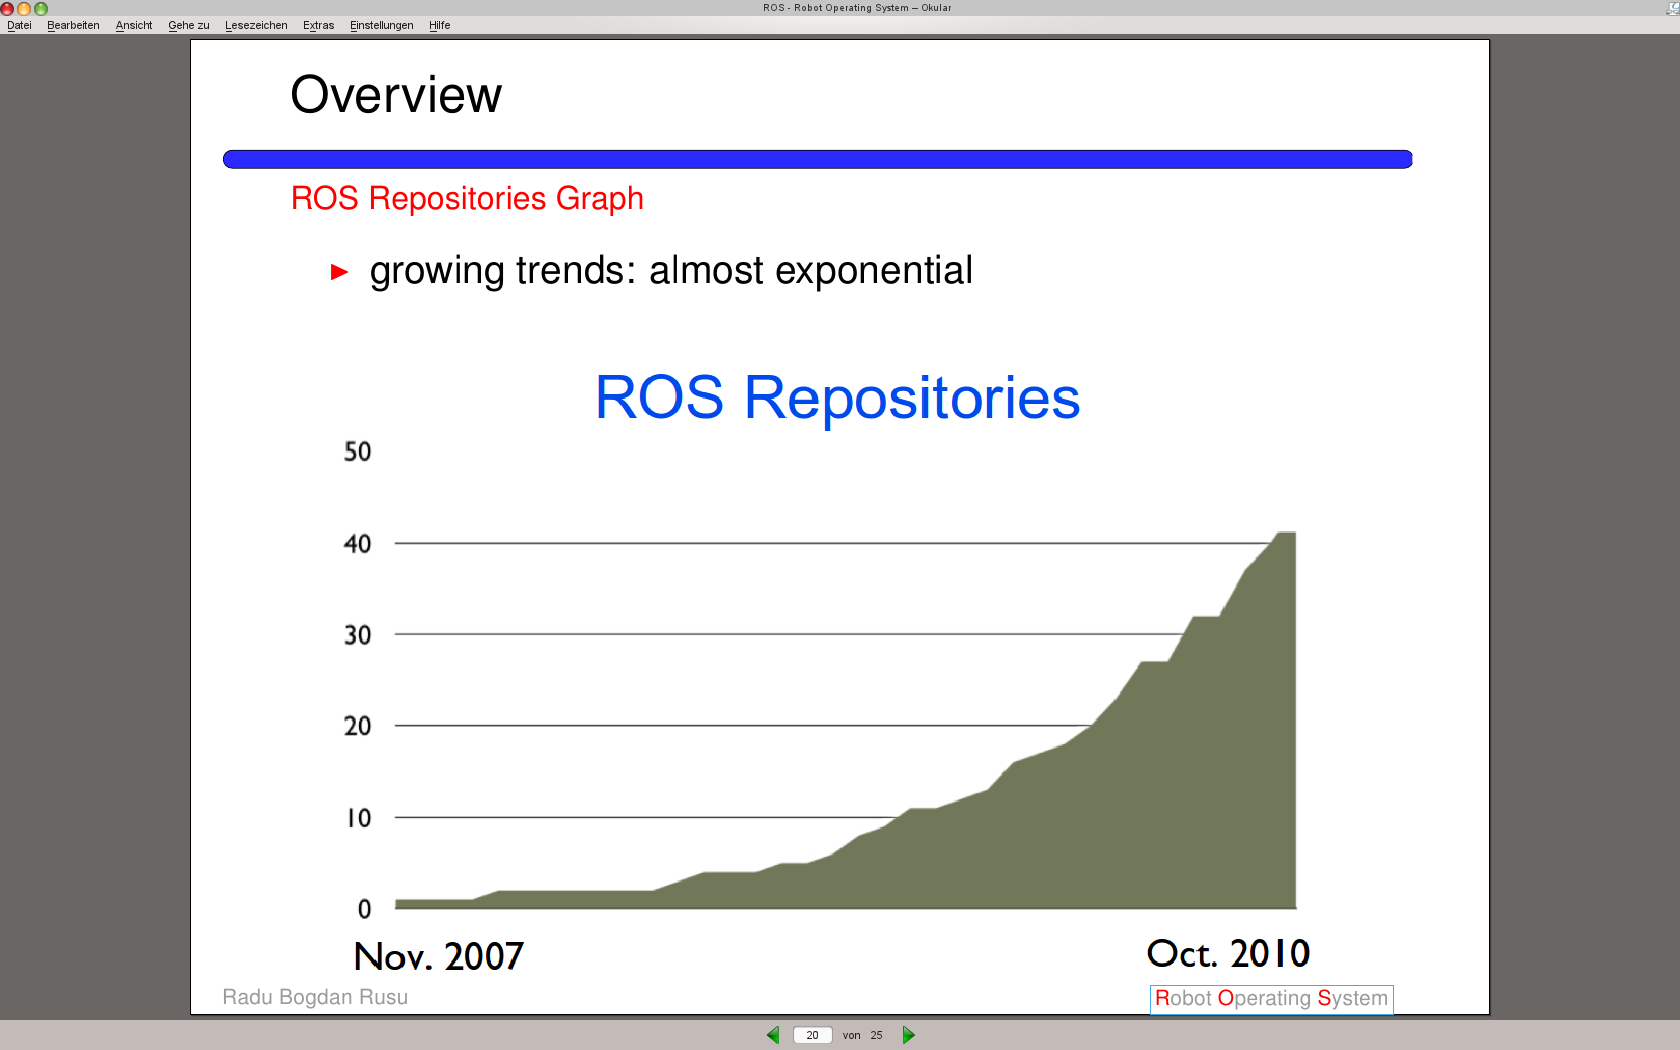 ROS - Robot Operating System – Okular
Datei Bearbeiten Ansicht Gehe zu Lesezeichen Extras Einstellungen Hilfe
Overview
ROS Repositories Graph
growing trends: almost exponential
ROS Repositories
50
40
30
20
10
0
Nov. 2007 Oct. 2010
Radu Bogdan Rusu Robot Operating System
20 von 25